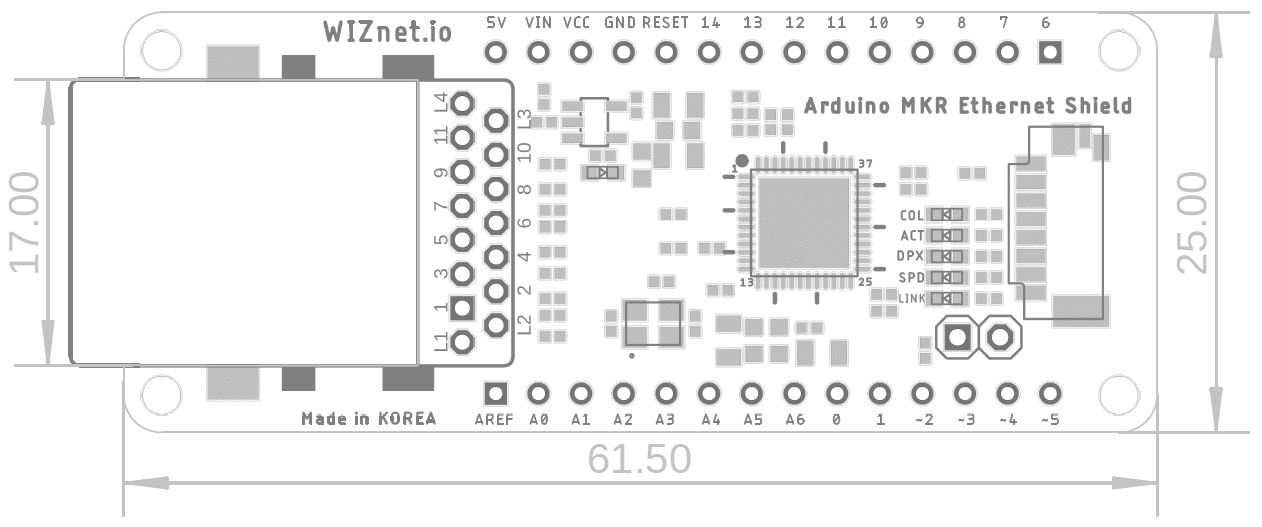 WIZnet.io
5V VIN VCC GND RESET 14 13 12 11 10 9 8 7 6
Arduino MKR Ethernet Shield
L4
11
9
7
5
3
1
L1
L3
10
8
6
4
2
L2
1
37
13
25
COL
ACT
DPX
SPD
LINK
17.00
25.00
Made in KOREA
AREF A0 A1 A2 A3 A4 A5 A6 0 1 ~2 ~3 ~4 ~5
61.50